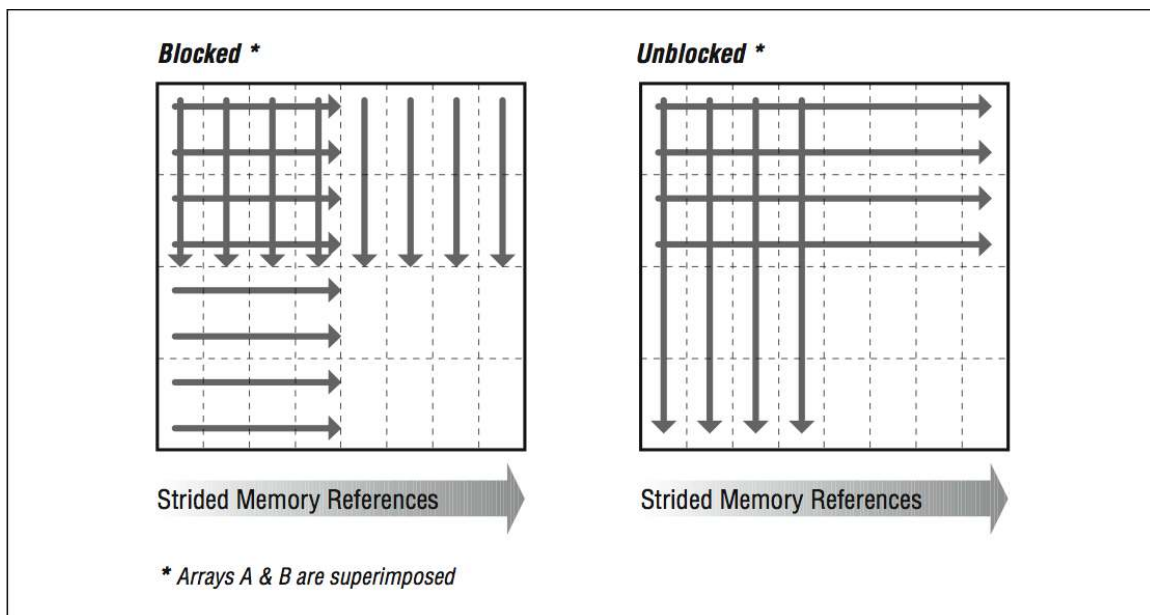 Blocked *
Unblocked *
Strided Memory References
Strided Memory References
* Arrays A & B are superimposed